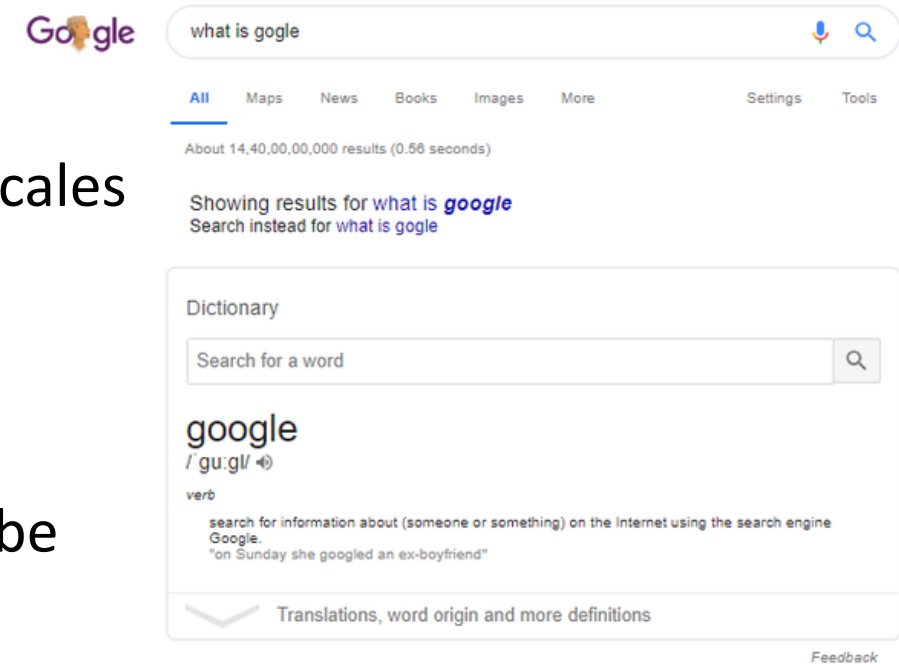 Google
what is gogle
All Maps News Books Images More Settings Tools
About 14,40,00,00,000 results (0.56 seconds)
cales
Showing results for what is google
Search instead for what is gogle
Dictionary
Search for a word
google
/ˈɡuːɡl/
verb
be
search for information about (someone or something) on the Internet using the search engine
Google.
"on Sunday she googled an ex-boyfriend"
Translations, word origin and more definitions
Feedback